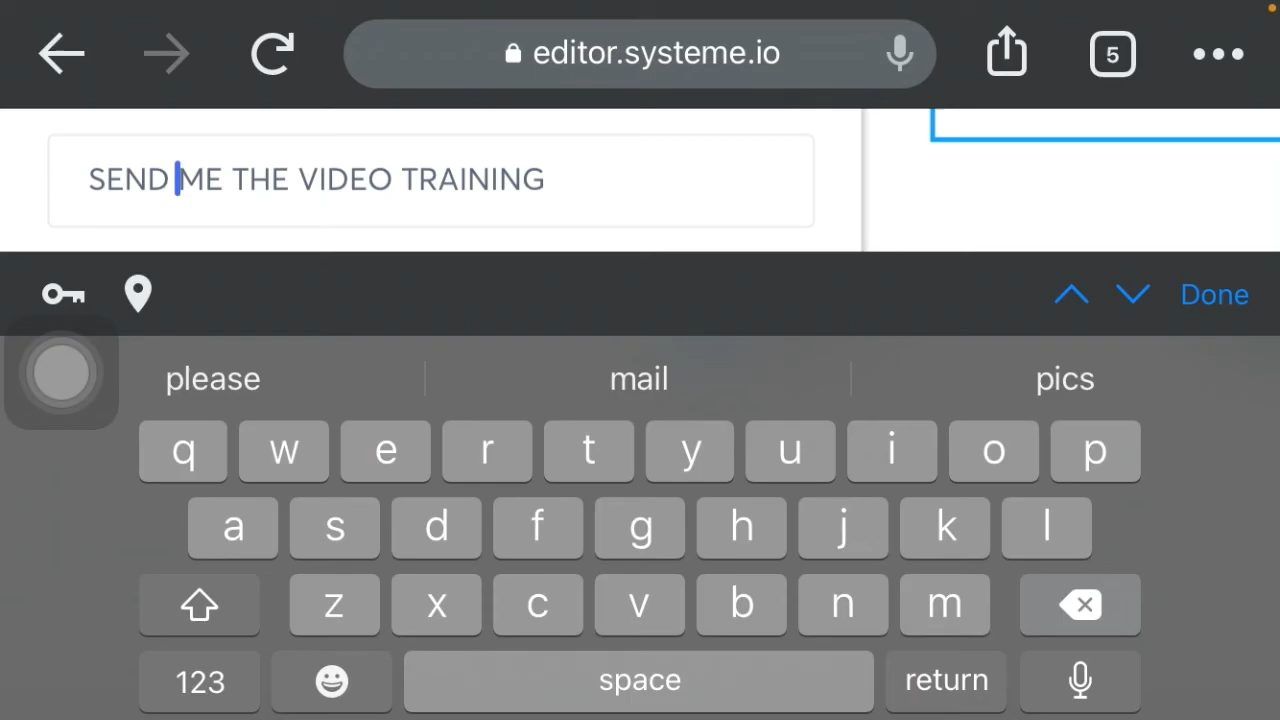 editor.systeme.io
5
SEND ME THE VIDEO TRAINING
Done
please mail pics
q w e r t y u i o p
a s d f g h j k l
z x c v b n m
123 space return